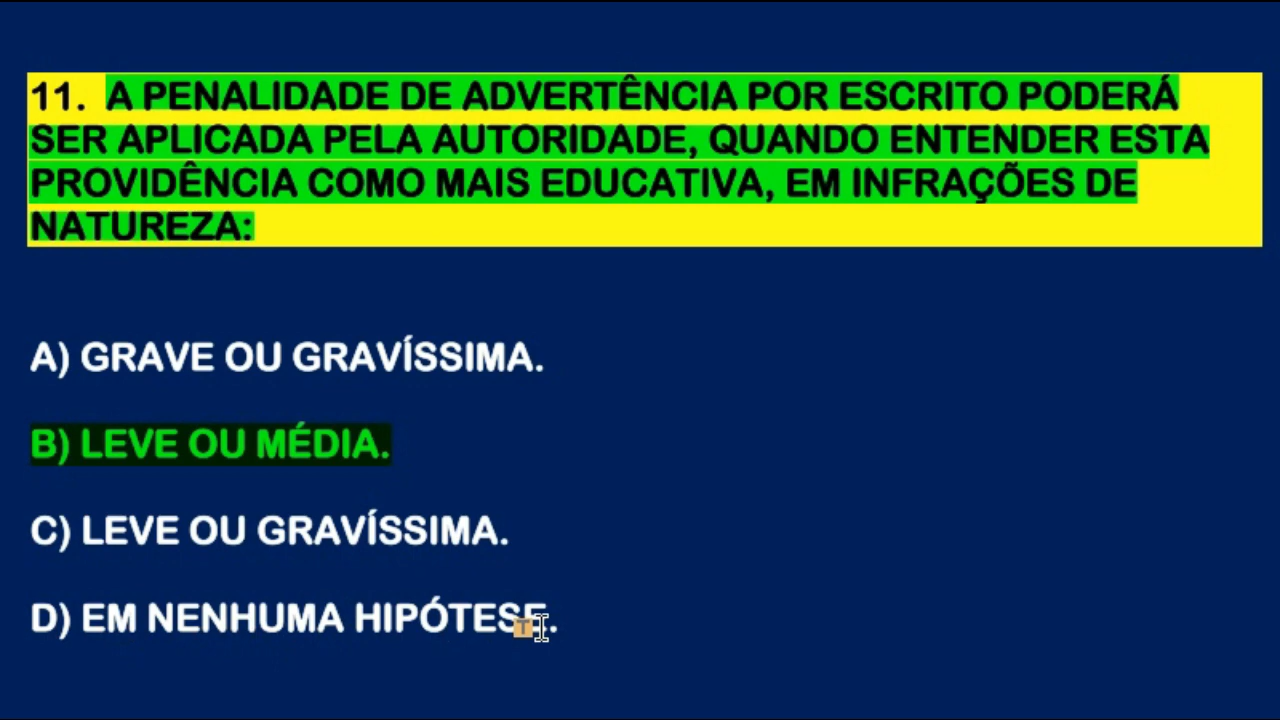 11. A PENALIDADE DE ADVERTÊNCIA POR ESCRITO PODERÁ
SER APLICADA PELA AUTORIDADE, QUANDO ENTENDER ESTA
PROVIDÊNCIA COMO MAIS EDUCATIVA, EM INFRAÇÕES DE
NATUREZA:
A) GRAVE OU GRAVÍSSIMA.
B) LEVE OU MÉDIA.
C) LEVE OU GRAVÍSSIMA.
D) EM NENHUMA HIPÓTESE.